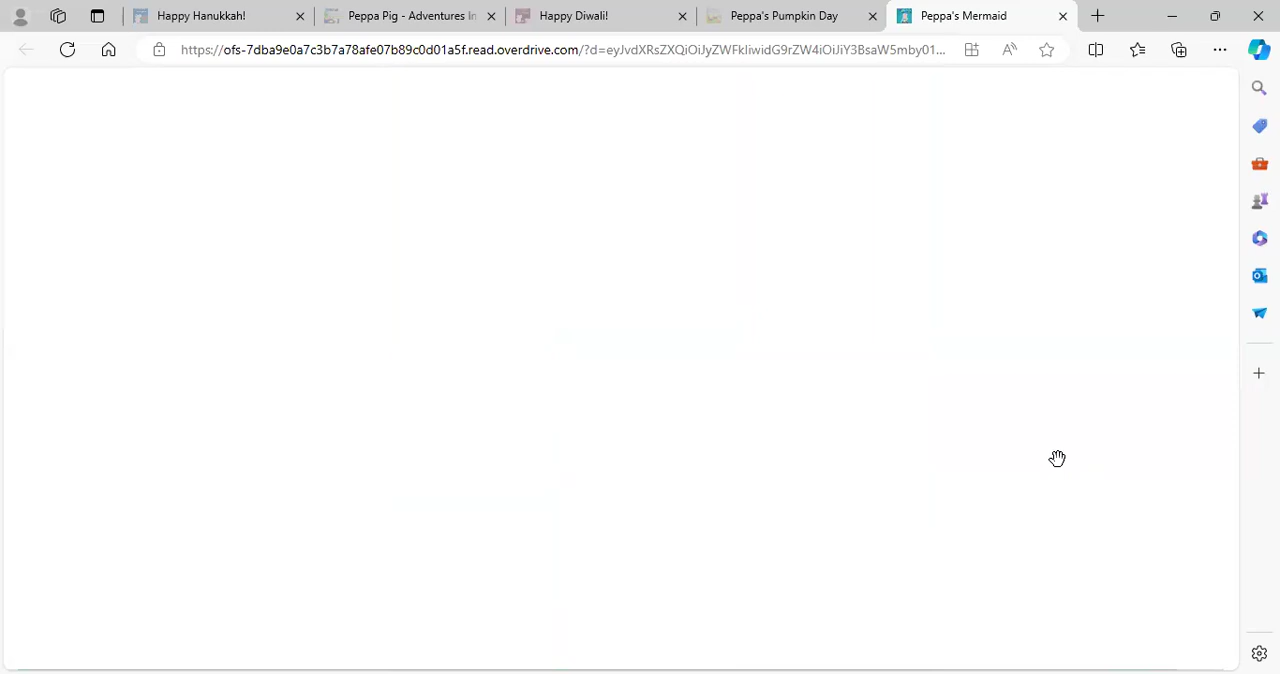 Happy Hanukkah!
Peppa Pig - Adventures in
Happy Diwali!
Peppa's Pumpkin Day
Peppa's Mermaid
https://ofs-7dba9e0a7c3b7a78afe07b89c0d01a5f.read.overdrive.com/?d=eyJvdXRsZXQiOiJyZWFkIiwidG9rZW4iOiJiY3BsaW5mby01...